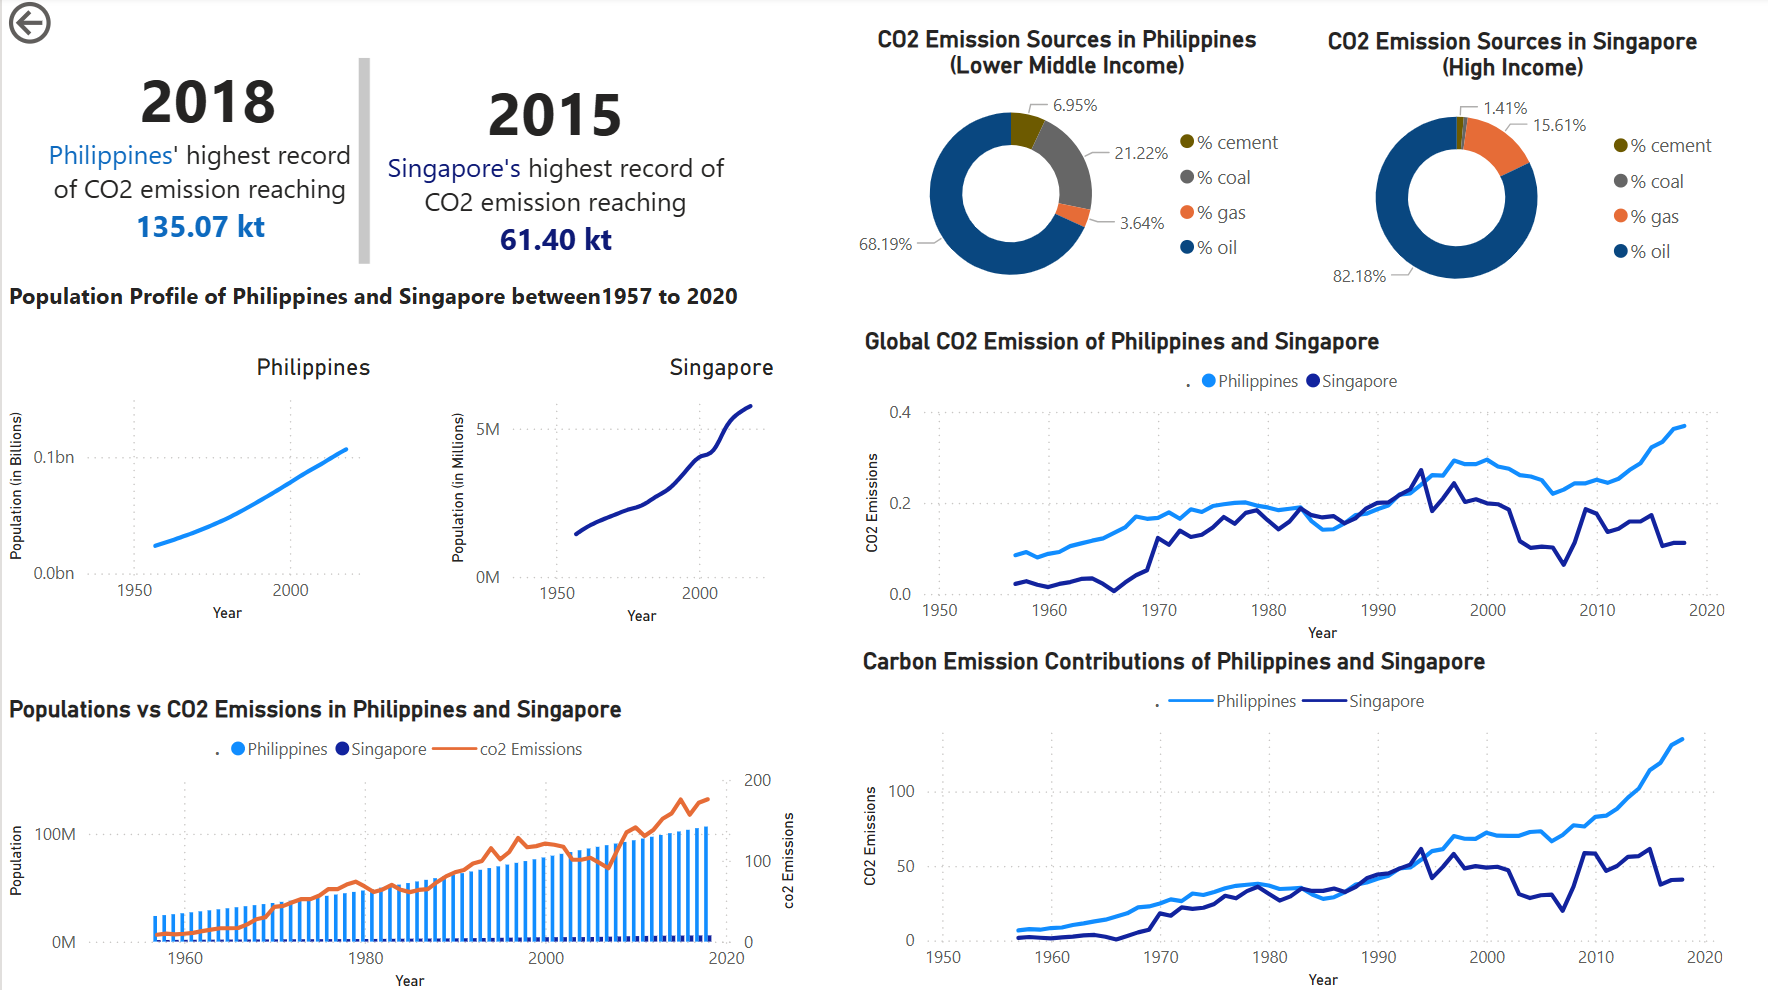 2018
Philippines' highest record
of CO2 emission reaching
135.07 kt
2015
Singapore's highest record of
CO2 emission reaching
61.40 kt
CO2 Emission Sources in Philippines
(Lower Middle Income)
6.95%
21.22%
3.64%
68.19%
% cement
% coal
% gas
% oil
CO2 Emission Sources in Singapore
(High Income)
1.41%
15.61%
82.18%
% cement
% coal
% gas
% oil
Population Profile of Philippines and Singapore between1957 to 2020
Philippines
Population (in Billions)
0.1bn
0.0bn
1950 2000
Year
Singapore
Population (in Millions)
5M
0M
1950 2000
Year
Global CO2 Emission of Philippines and Singapore
. Philippines Singapore
CO2 Emissions
0.4
0.2
0.0
1950 1960 1970 1980 1990 2000 2010 2020
Year
Populations vs CO2 Emissions in Philippines and Singapore
. Philippines Singapore co2 Emissions
Population
100M
0M
200
100
0
co2 Emissions
1960 1980 2000 2020
Year
Carbon Emission Contributions of Philippines and Singapore
. Philippines Singapore
CO2 Emissions
100
50
0
1950 1960 1970 1980 1990 2000 2010 2020
Year